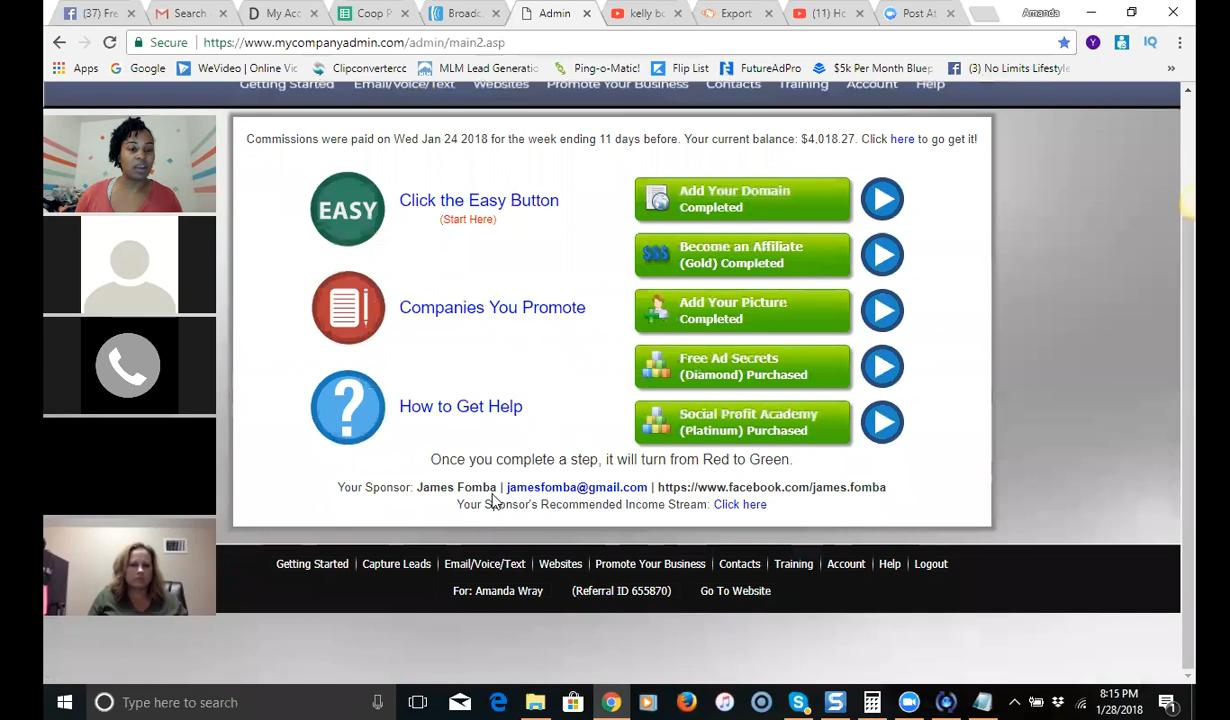 (37) Fre
Search
My Acc
Coop P
Broadc
Admin
kelly bo
Export
(11) Ho
Post At
Amanda
Secure
https://www.mycompanyadmin.com/admin/main2.asp
Apps
Google
WeVideo | Online Vic
Clipconvertercc
MLM Lead Generatio
Ping-o-Matic!
Flip List
FutureAdPro
$5k Per Month Bluep
(3) No Limits Lifestyle
»
Getting Started
Email/Voice/Text
Websites
Promote Your Business
Contacts
Training
Account
Help
Commissions were paid on Wed Jan 24 2018 for the week ending 11 days before. Your current balance: $4,018.27. Click here to go get it!
EASY
Click the Easy Button
(Start Here)
Companies You Promote
?
How to Get Help
Add Your Domain
Completed
$$$
Become an Affiliate
(Gold) Completed
Add Your Picture
Completed
Free Ad Secrets
(Diamond) Purchased
Social Profit Academy
(Platinum) Purchased
Once you complete a step, it will turn from Red to Green.
Your Sponsor: James Fomba | jamesfomba@gmail.com | https://www.facebook.com/james.fomba
Your Sponsor's Recommended Income Stream: Click here
Getting Started | Capture Leads | Email/Voice/Text | Websites | Promote Your Business | Contacts | Training | Account | Help | Logout
For: Amanda Wray (Referral ID 655870) Go To Website
Type here to search
8:15 PM
1/28/2018